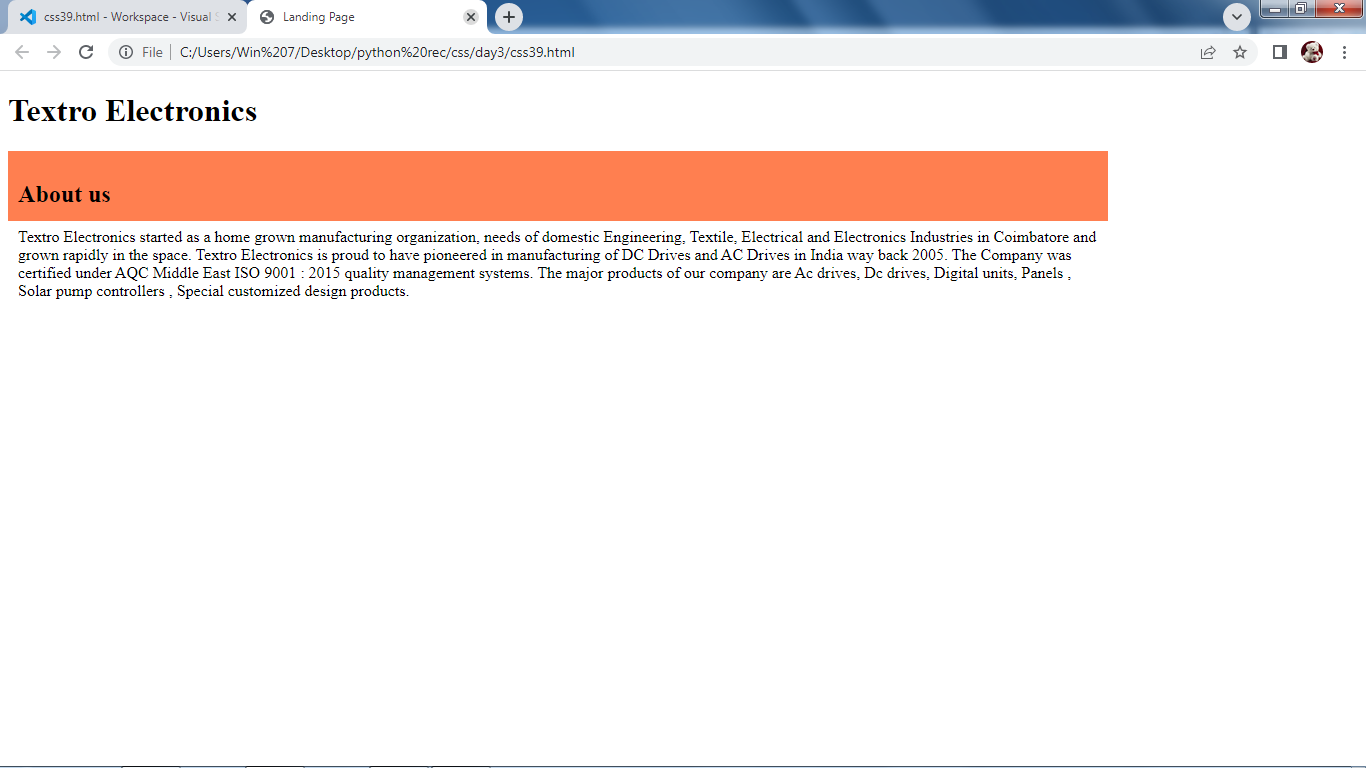 css39.html - Workspace - Visual S
Landing Page
File
C:/Users/Win%207/Desktop/python%20rec/css/day3/css39.html
Textro Electronics
About us
Textro Electronics started as a home grown manufacturing organization, needs of domestic Engineering, Textile, Electrical and Electronics Industries in Coimbatore and
grown rapidly in the space. Textro Electronics is proud to have pioneered in manufacturing of DC Drives and AC Drives in India way back 2005. The Company was
certified under AQC Middle East ISO 9001 : 2015 quality management systems. The major products of our company are Ac drives, Dc drives, Digital units, Panels ,
Solar pump controllers , Special customized design products.